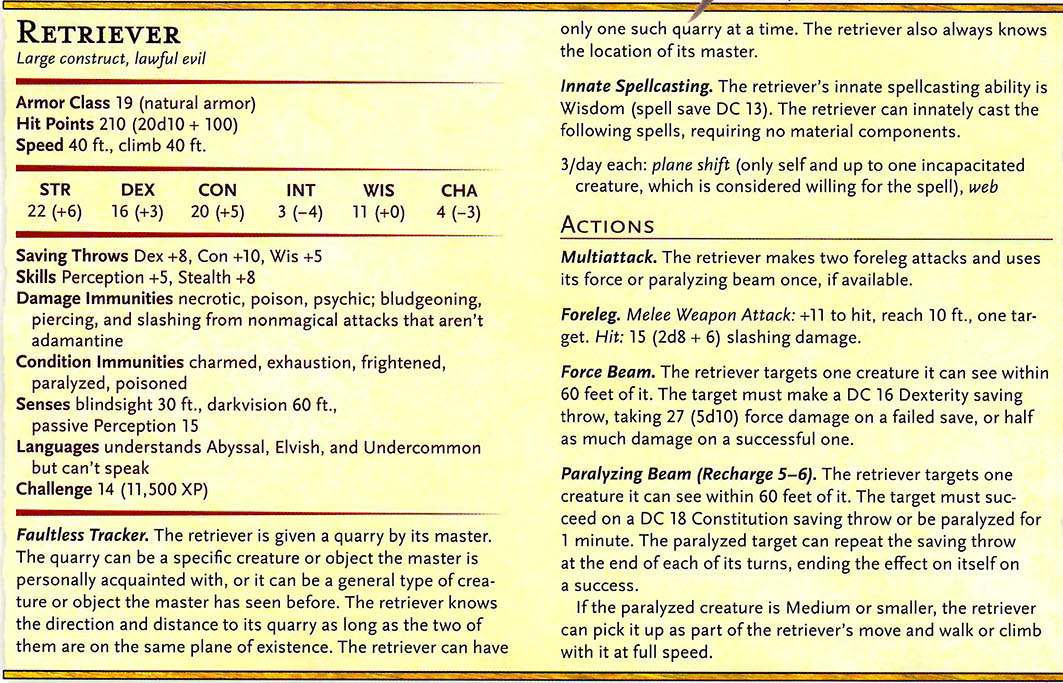 RETRIEVER
Large construct, lawful evil
Armor Class 19 (natural armor)
Hit Points 210 (20d10 + 100)
Speed 40 ft., climb 40 ft.
STR DEX CON INT WIS CHA
22 (+6) 16 (+3) 20 (+5) 3 (–4) 11 (+0) 4 (–3)
Saving Throws Dex +8, Con +10, Wis +5
Skills Perception +5, Stealth +8
Damage Immunities necrotic, poison, psychic; bludgeoning,
piercing, and slashing from nonmagical attacks that aren't
adamantine
Condition Immunities charmed, exhaustion, frightened,
paralyzed, poisoned
Senses blindsight 30 ft., darkvision 60 ft.,
passive Perception 15
Languages understands Abyssal, Elvish, and Undercommon
but can't speak
Challenge 14 (11,500 XP)
Faultless Tracker. The retriever is given a quarry by its master.
The quarry can be a specific creature or object the master is
personally acquainted with, or it can be a general type of crea-
ture or object the master has seen before. The retriever knows
the direction and distance to its quarry as long as the two of
them are on the same plane of existence. The retriever can have
only one such quarry at a time. The retriever also always knows
the location of its master.
Innate Spellcasting. The retriever's innate spellcasting ability is
Wisdom (spell save DC 13). The retriever can innately cast the
following spells, requiring no material components.
3/day each: plane shift (only self and up to one incapacitated
creature, which is considered willing for the spell), web
ACTIONS
Multiattack. The retriever makes two foreleg attacks and uses
its force or paralyzing beam once, if available.
Foreleg. Melee Weapon Attack: +11 to hit, reach 10 ft., one tar-
get. Hit: 15 (2d8 + 6) slashing damage.
Force Beam. The retriever targets one creature it can see within
60 feet of it. The target must make a DC 16 Dexterity saving
throw, taking 27 (5d10) force damage on a failed save, or half
as much damage on a successful one.
Paralyzing Beam (Recharge 5–6). The retriever targets one
creature it can see within 60 feet of it. The target must suc-
ceed on a DC 18 Constitution saving throw or be paralyzed for
1 minute. The paralyzed target can repeat the saving throw
at the end of each of its turns, ending the effect on itself on
a success.
If the paralyzed creature is Medium or smaller, the retriever
can pick it up as part of the retriever's move and walk or climb
with it at full speed.